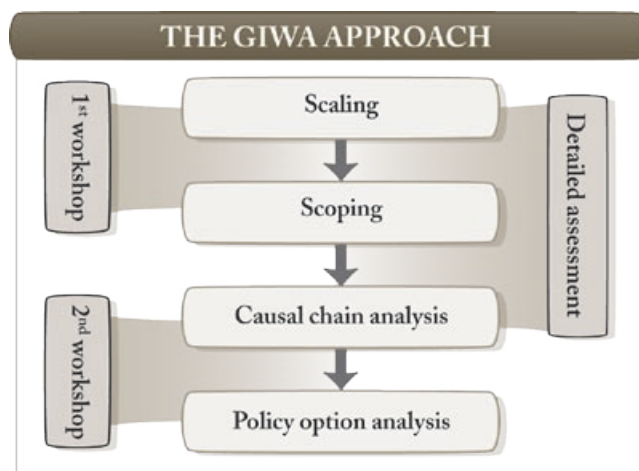 THE GIWA APPROACH
1st workshop
Scaling
Detailed assessment
Scoping
2nd workshop
Causal chain analysis
Policy option analysis